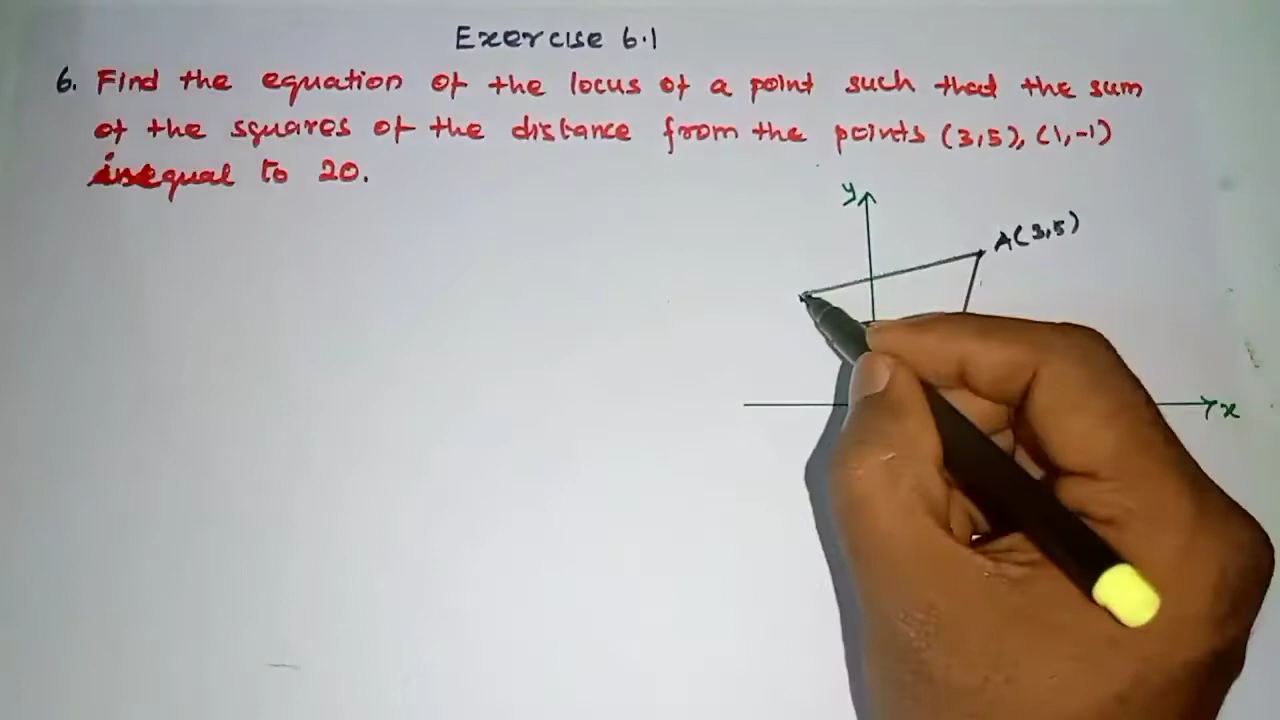 Exercise 6.1
6. Find the equation of the locus of a point such that the sum
of the squares of the distance from the points (3,5), (1,-1)
is equal to 20.
y
A(3,5)
x